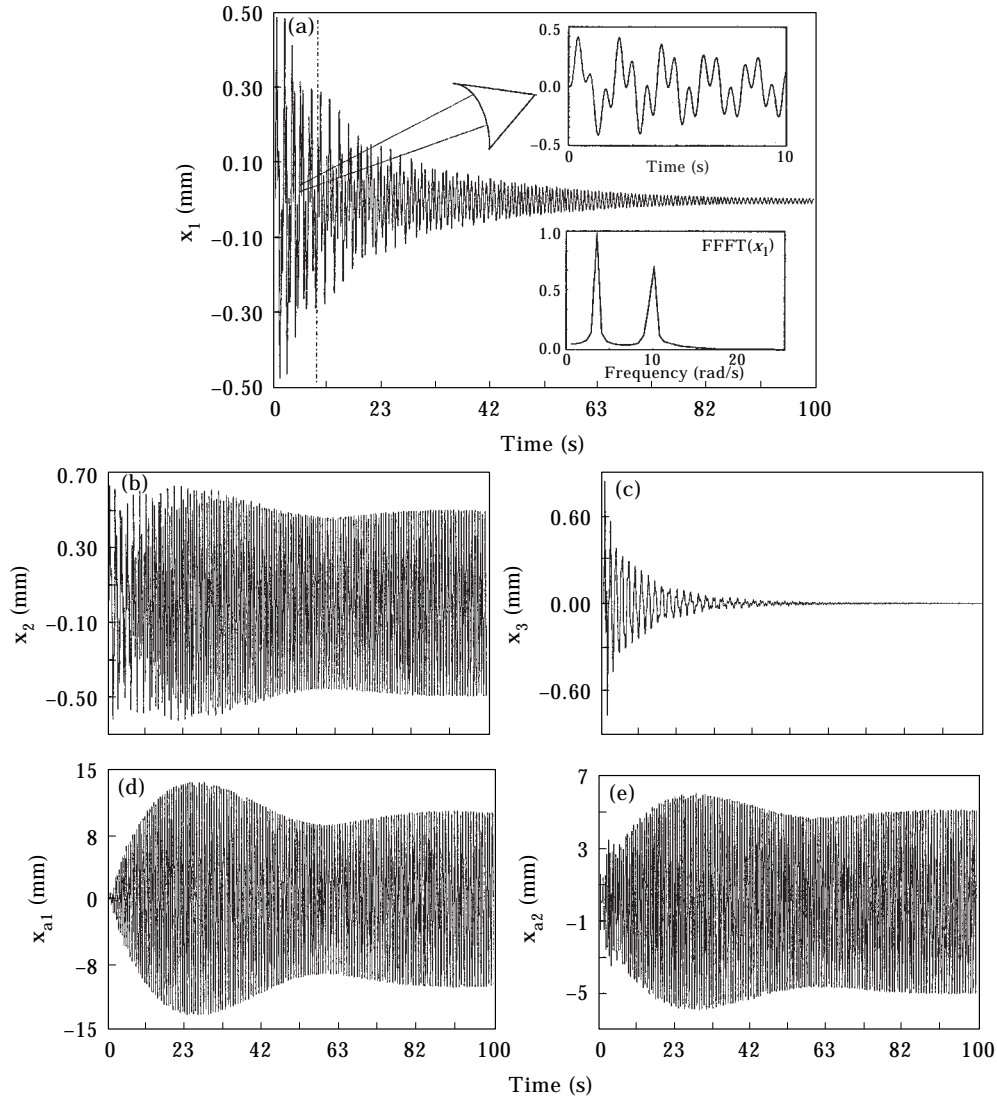 (a)
0.50
0.10
−0.10
−0.30
−0.50
x1 (mm)
0 23 42 63 82 100
Time (s)
0.5
0.0
−0.5
0 10
Time (s)
FFFT(x1)
1.0
0.5
0.0
0 10 20
Frequency (rad/s)
(b)
0.70
0.30
−0.10
−0.50
x2 (mm)
(c)
0.60
0.00
−0.60
x3 (mm)
(d)
15
8
0
−8
−15
xa1 (mm)
0 23 42 63 82 100
(e)
7
3
−1
−5
xa2 (mm)
0 23 42 63 82 100
Time (s)